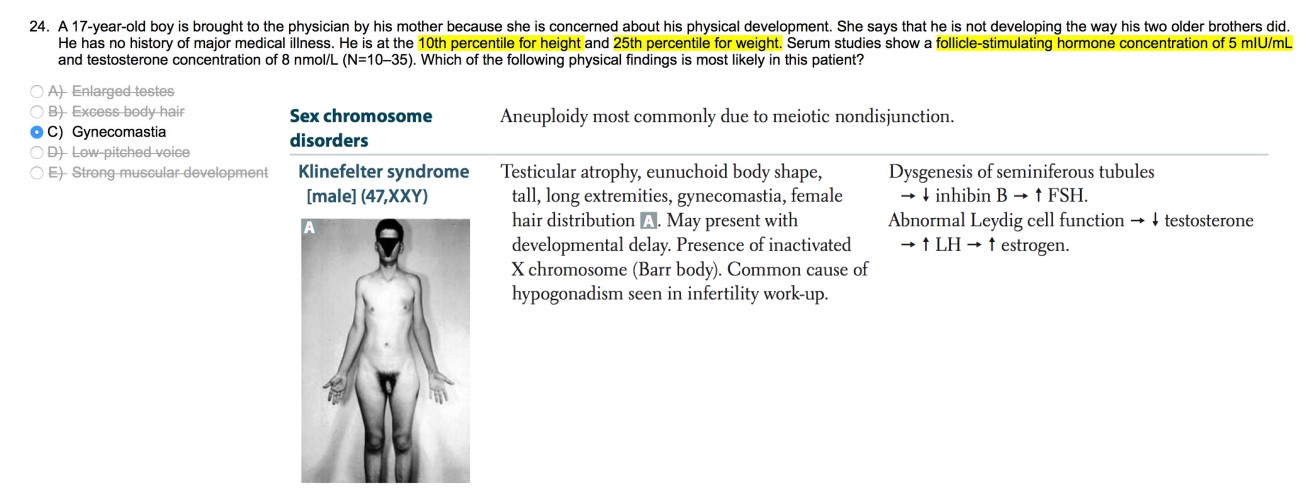 24. A 17-year-old boy is brought to the physician by his mother because she is concerned about his physical development. She says that he is not developing the way his two older brothers did.
He has no history of major medical illness. He is at the 10th percentile for height and 25th percentile for weight. Serum studies show a follicle-stimulating hormone concentration of 5 mIU/mL
and testosterone concentration of 8 nmol/L (N=10–35). Which of the following physical findings is most likely in this patient?
A) Enlarged testes
B) Excess body hair
C) Gynecomastia
D) Low-pitched voice
E) Strong muscular development
Sex chromosome
disorders
Aneuploidy most commonly due to meiotic nondisjunction.
Klinefelter syndrome
[male] (47,XXY)
A
Testicular atrophy, eunuchoid body shape,
tall, long extremities, gynecomastia, female
hair distribution A. May present with
developmental delay. Presence of inactivated
X chromosome (Barr body). Common cause of
hypogonadism seen in infertility work-up.
Dysgenesis of seminiferous tubules
→ ↓ inhibin B → ↑ FSH.
Abnormal Leydig cell function → ↓ testosterone
→ ↑ LH → ↑ estrogen.